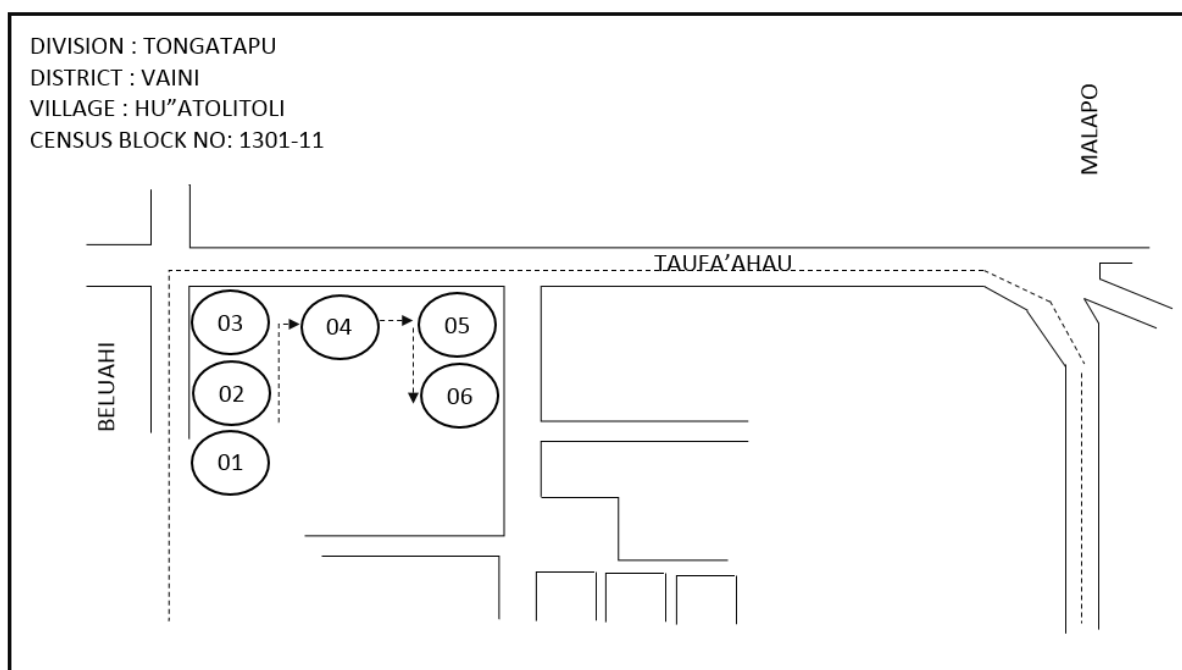 DIVISION : TONGATAPU
DISTRICT : VAINI
VILLAGE : HU”ATOLITOLI
CENSUS BLOCK NO: 1301-11
MALAPO
TAUFA’AHAU
03
04
05
BELUAHI
02
06
01